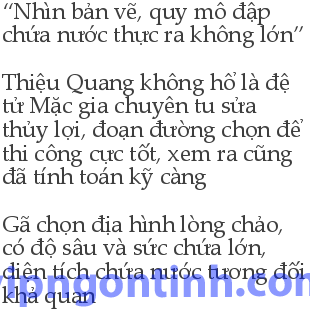 “Nhìn bản vẽ, quy mô đập
chứa nước thực ra không lớn”
Thiệu Quang không hổ là đệ
tử Mặc gia chuyên tu sửa
thủy lợi, đoạn đường chọn để
thi công cực tốt, xem ra cũng
đã tính toán kỹ càng
Gã chọn địa hình lòng chảo,
có độ sâu và sức chứa lớn,
diện tích chứa nước tương đối
khả quan